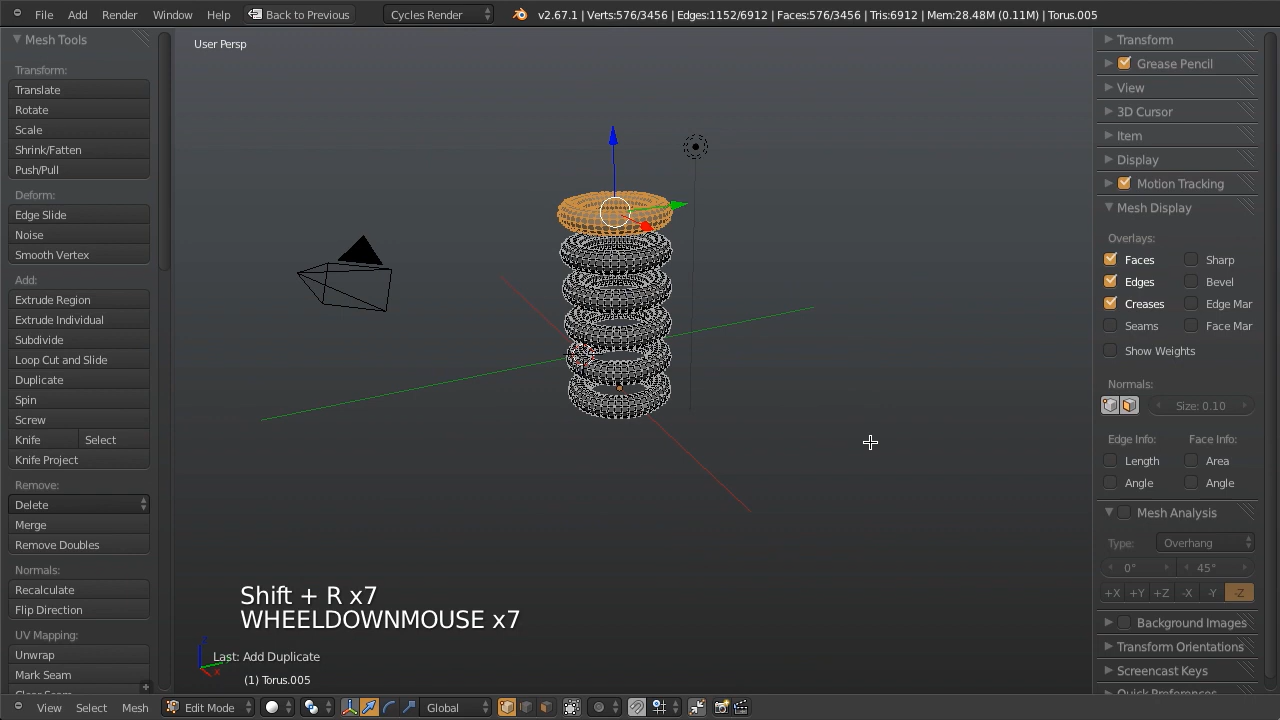 File Add Render Window Help Back to Previous Cycles Rmouse v2.67.1 | Verts:576/3456 | Edges:1152/6912 | Faces:576/3456 | Tris:6912 | Mem:28.48M (0.11M) | Torus.005
Mesh Tools
Transform:
Translate
Rotate
Scale
Shrink/Fatten
Push/Pull
Deform:
Edge Slide
Noise
Smooth Vertex
Add:
Extrude Region
Extrude Individual
Subdivide
Loop Cut and Slide
Duplicate
Spin
Screw
Knife Select
Knife Project
Remove:
Delete
Merge
Remove Doubles
Normals:
Recalculate
Flip Direction
UV Mapping:
Unwrap
Mark Seam
User Persp
Shift + R x7
WHEELDOWNMOUSE x7
Last: Add Duplicate
(1) Torus.005
Transform
Grease Pencil
View
3D Cursor
Item
Display
Motion Tracking
Mesh Display
Overlays:
Faces Sharp
Edges Bevel
Creases Edge Mar
Seams Face Mar
Show Weights
Normals:
Size: 0.10
Edge Info: Face Info:
Length Area
Angle Angle
Mesh Analysis
Type: Overhang
0° 45°
+X +Y +Z -X -Y -Z
Background Images
Transform Orientations
Screencast Keys
View Select Mesh Edit Mode Global